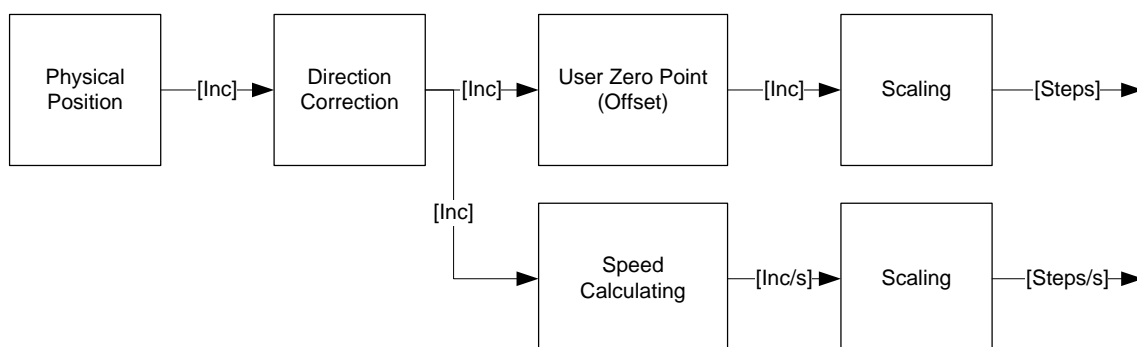 Physical
Position
[Inc]
Direction
Correction
[Inc]
User Zero Point
(Offset)
[Inc]
Scaling
[Steps]
[Inc]
Speed
Calculating
[Inc/s]
Scaling
[Steps/s]